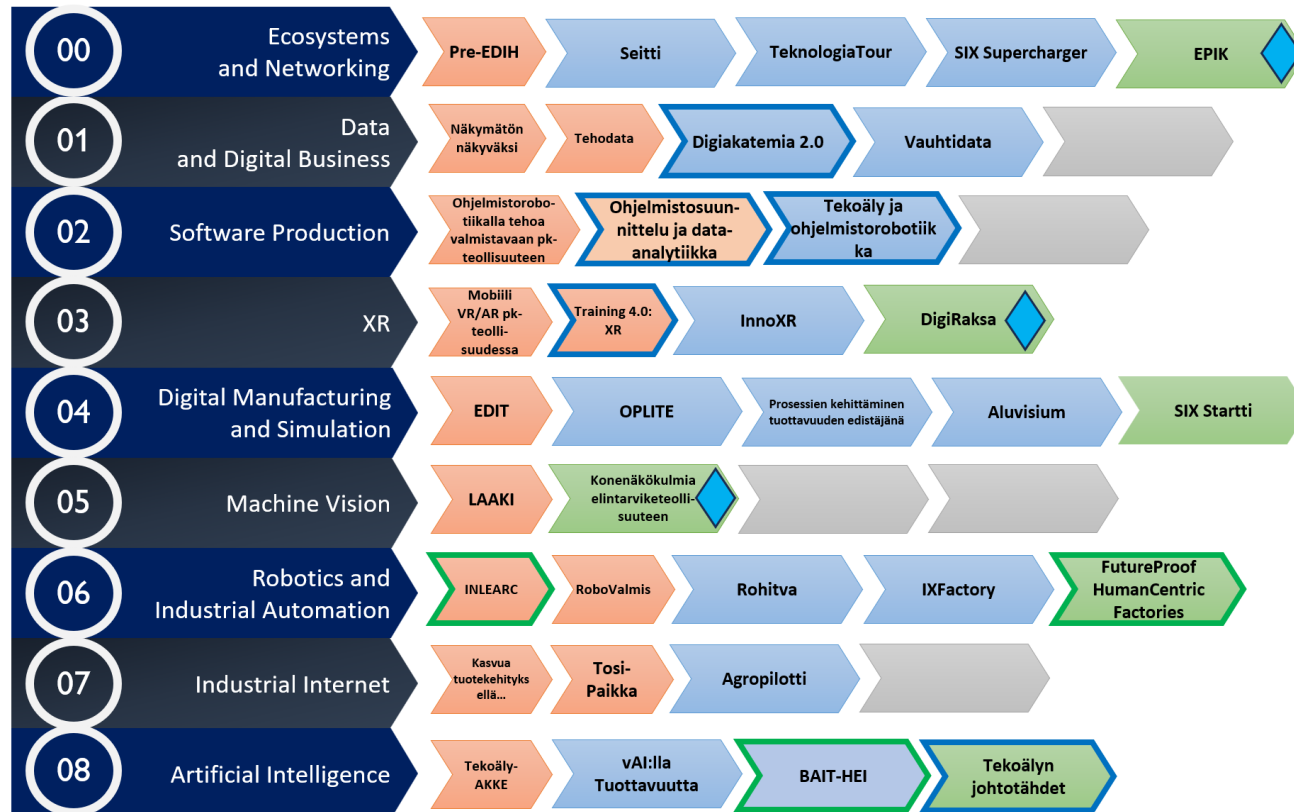 00
Ecosystems
and Networking
Pre-EDIH
Seitti
TeknologiaTour
SIX Supercharger
EPIK
01
Data
and Digital Business
Näkymätön
näkyväksi
Tehodata
Digiakatemia 2.0
Vauhtidata
02
Software Production
Ohjelmistorobo-
tiikalla tehoa
valmistavaan pk-
teollisuuteen
Ohjelmistosuun-
nittelu ja data-
analytiikka
Tekoäly ja
ohjelmistorobotiik
ka
03
XR
Mobiili
VR/AR pk-
teolli-
suudessa
Training 4.0:
XR
InnoXR
DigiRaksa
04
Digital Manufacturing
and Simulation
EDIT
OPLITE
Prosessien kehittäminen
tuottavuuden edistäjänä
Aluvisium
SIX Startti
05
Machine Vision
LAAKI
Konenäkökulmia
elintarviketeolli-
suuteen
06
Robotics and
Industrial Automation
INLEARC
RoboValmis
Rohitva
IXFactory
FutureProof
HumanCentric
Factories
07
Industrial Internet
Kasvua
tuotekehityks
ellä...
Tosi-
Paikka
Agropilotti
08
Artificial Intelligence
Tekoäly-
AKKE
vAI:lla
Tuottavuutta
BAIT-HEI
Tekoälyn
johtotähdet